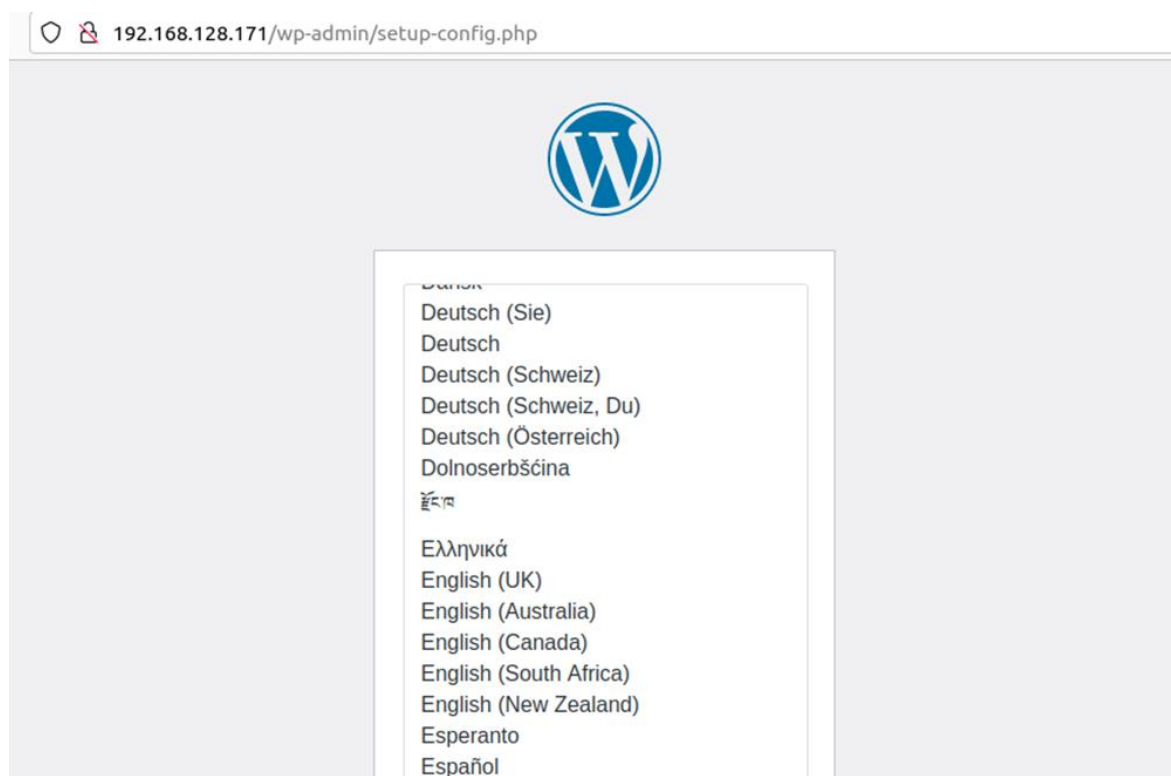 192.168.128.171/wp-admin/setup-config.php
Dansk
Deutsch (Sie)
Deutsch
Deutsch (Schweiz)
Deutsch (Schweiz, Du)
Deutsch (Österreich)
Dolnoserbšćina
རྫོང་ཁ
Ελληνικά
English (UK)
English (Australia)
English (Canada)
English (South Africa)
English (New Zealand)
Esperanto
Español